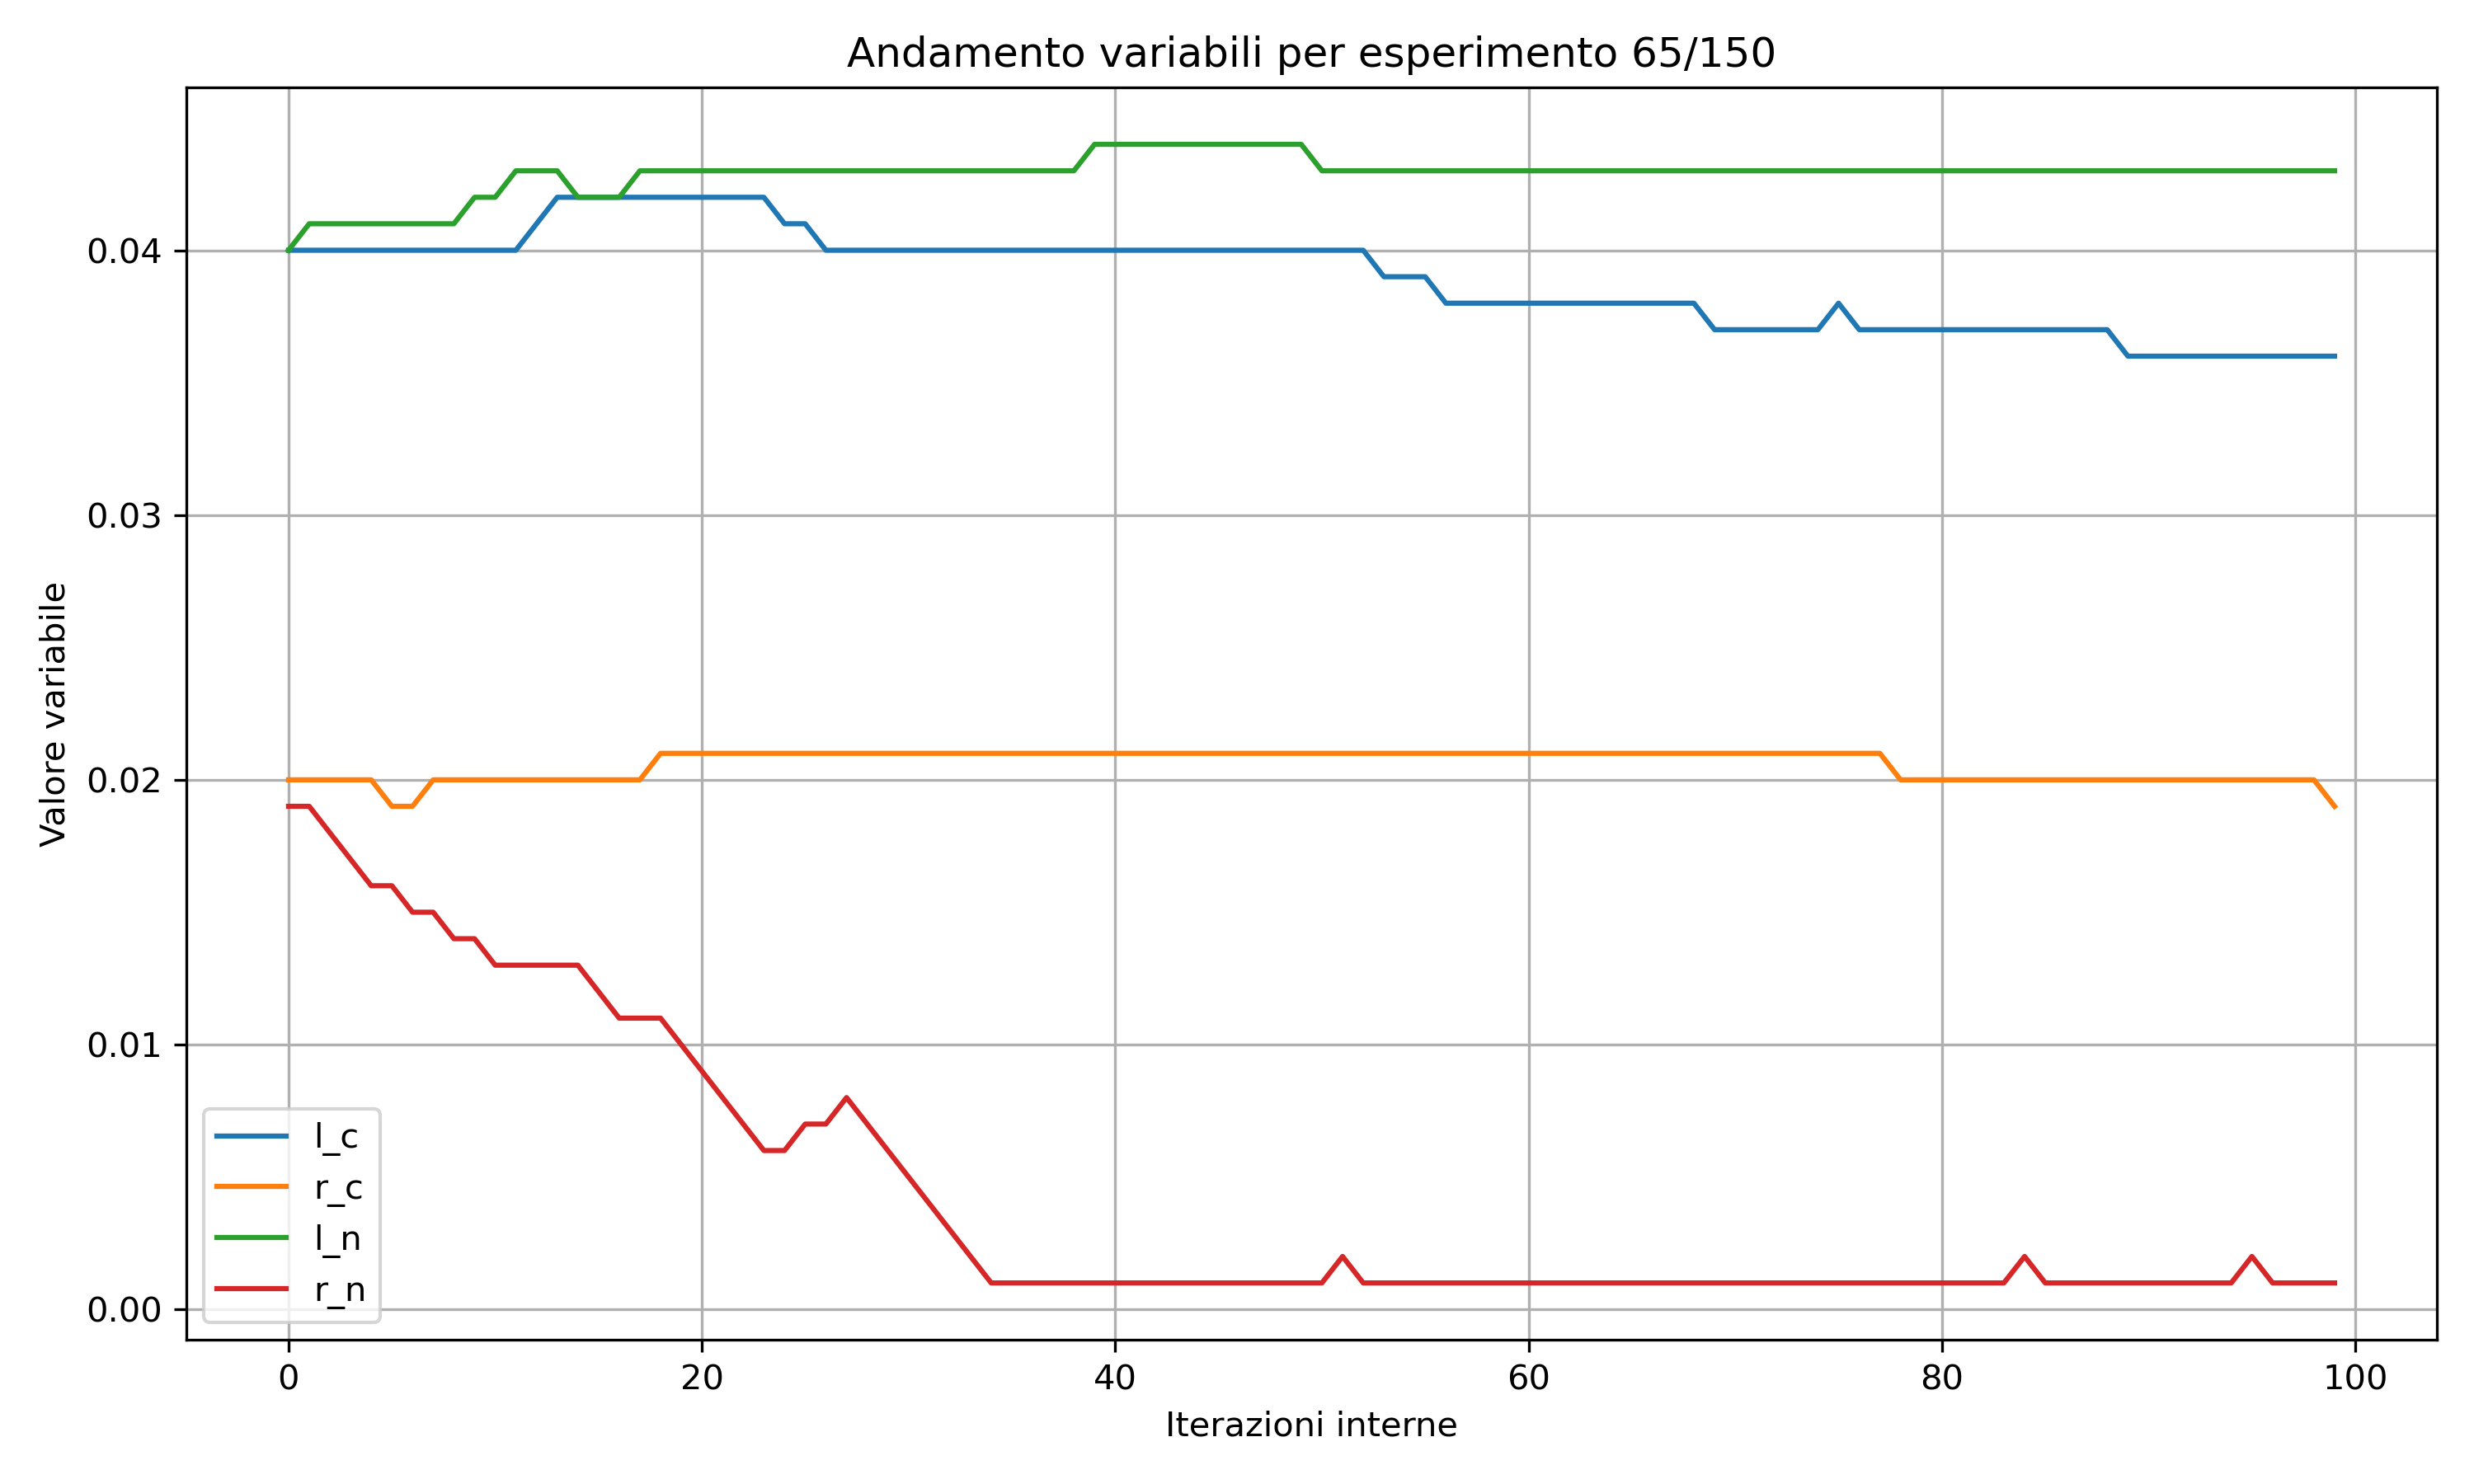 Andamento variabili per esperimento 65/150
Valore variabile
0.04
0.03
0.02
0.01
0.00
l_c
r_c
l_n
r_n
0 20 40 60 80 100
Iterazioni interne